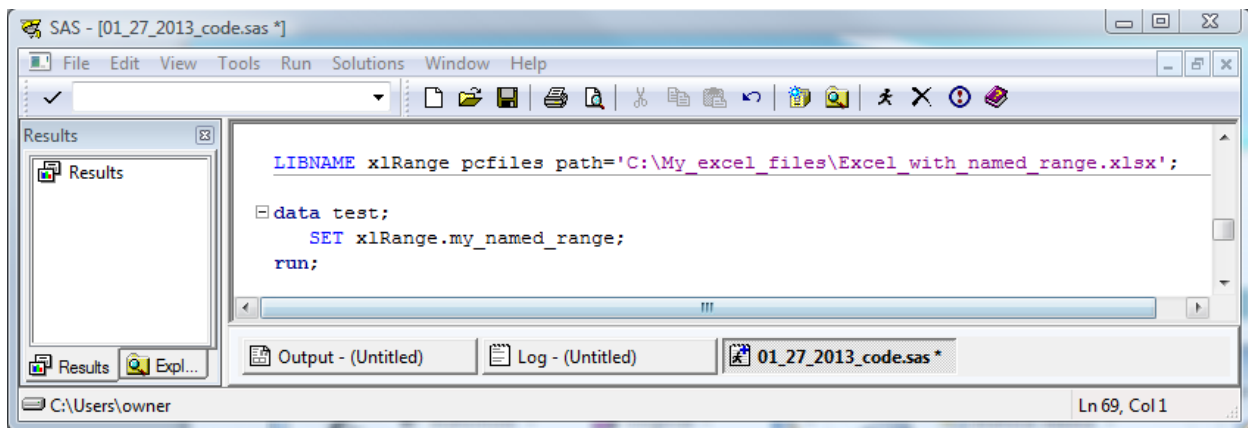 SAS - [01_27_2013_code.sas *]
File Edit View Tools Run Solutions Window Help
Results
Results
LIBNAME xlRange pcfiles path='C:\My_excel_files\Excel_with_named_range.xlsx';
data test;
SET xlRange.my_named_range;
run;
Results Expl...
Output - (Untitled) Log - (Untitled) 01_27_2013_code.sas *
C:\Users\owner Ln 69, Col 1